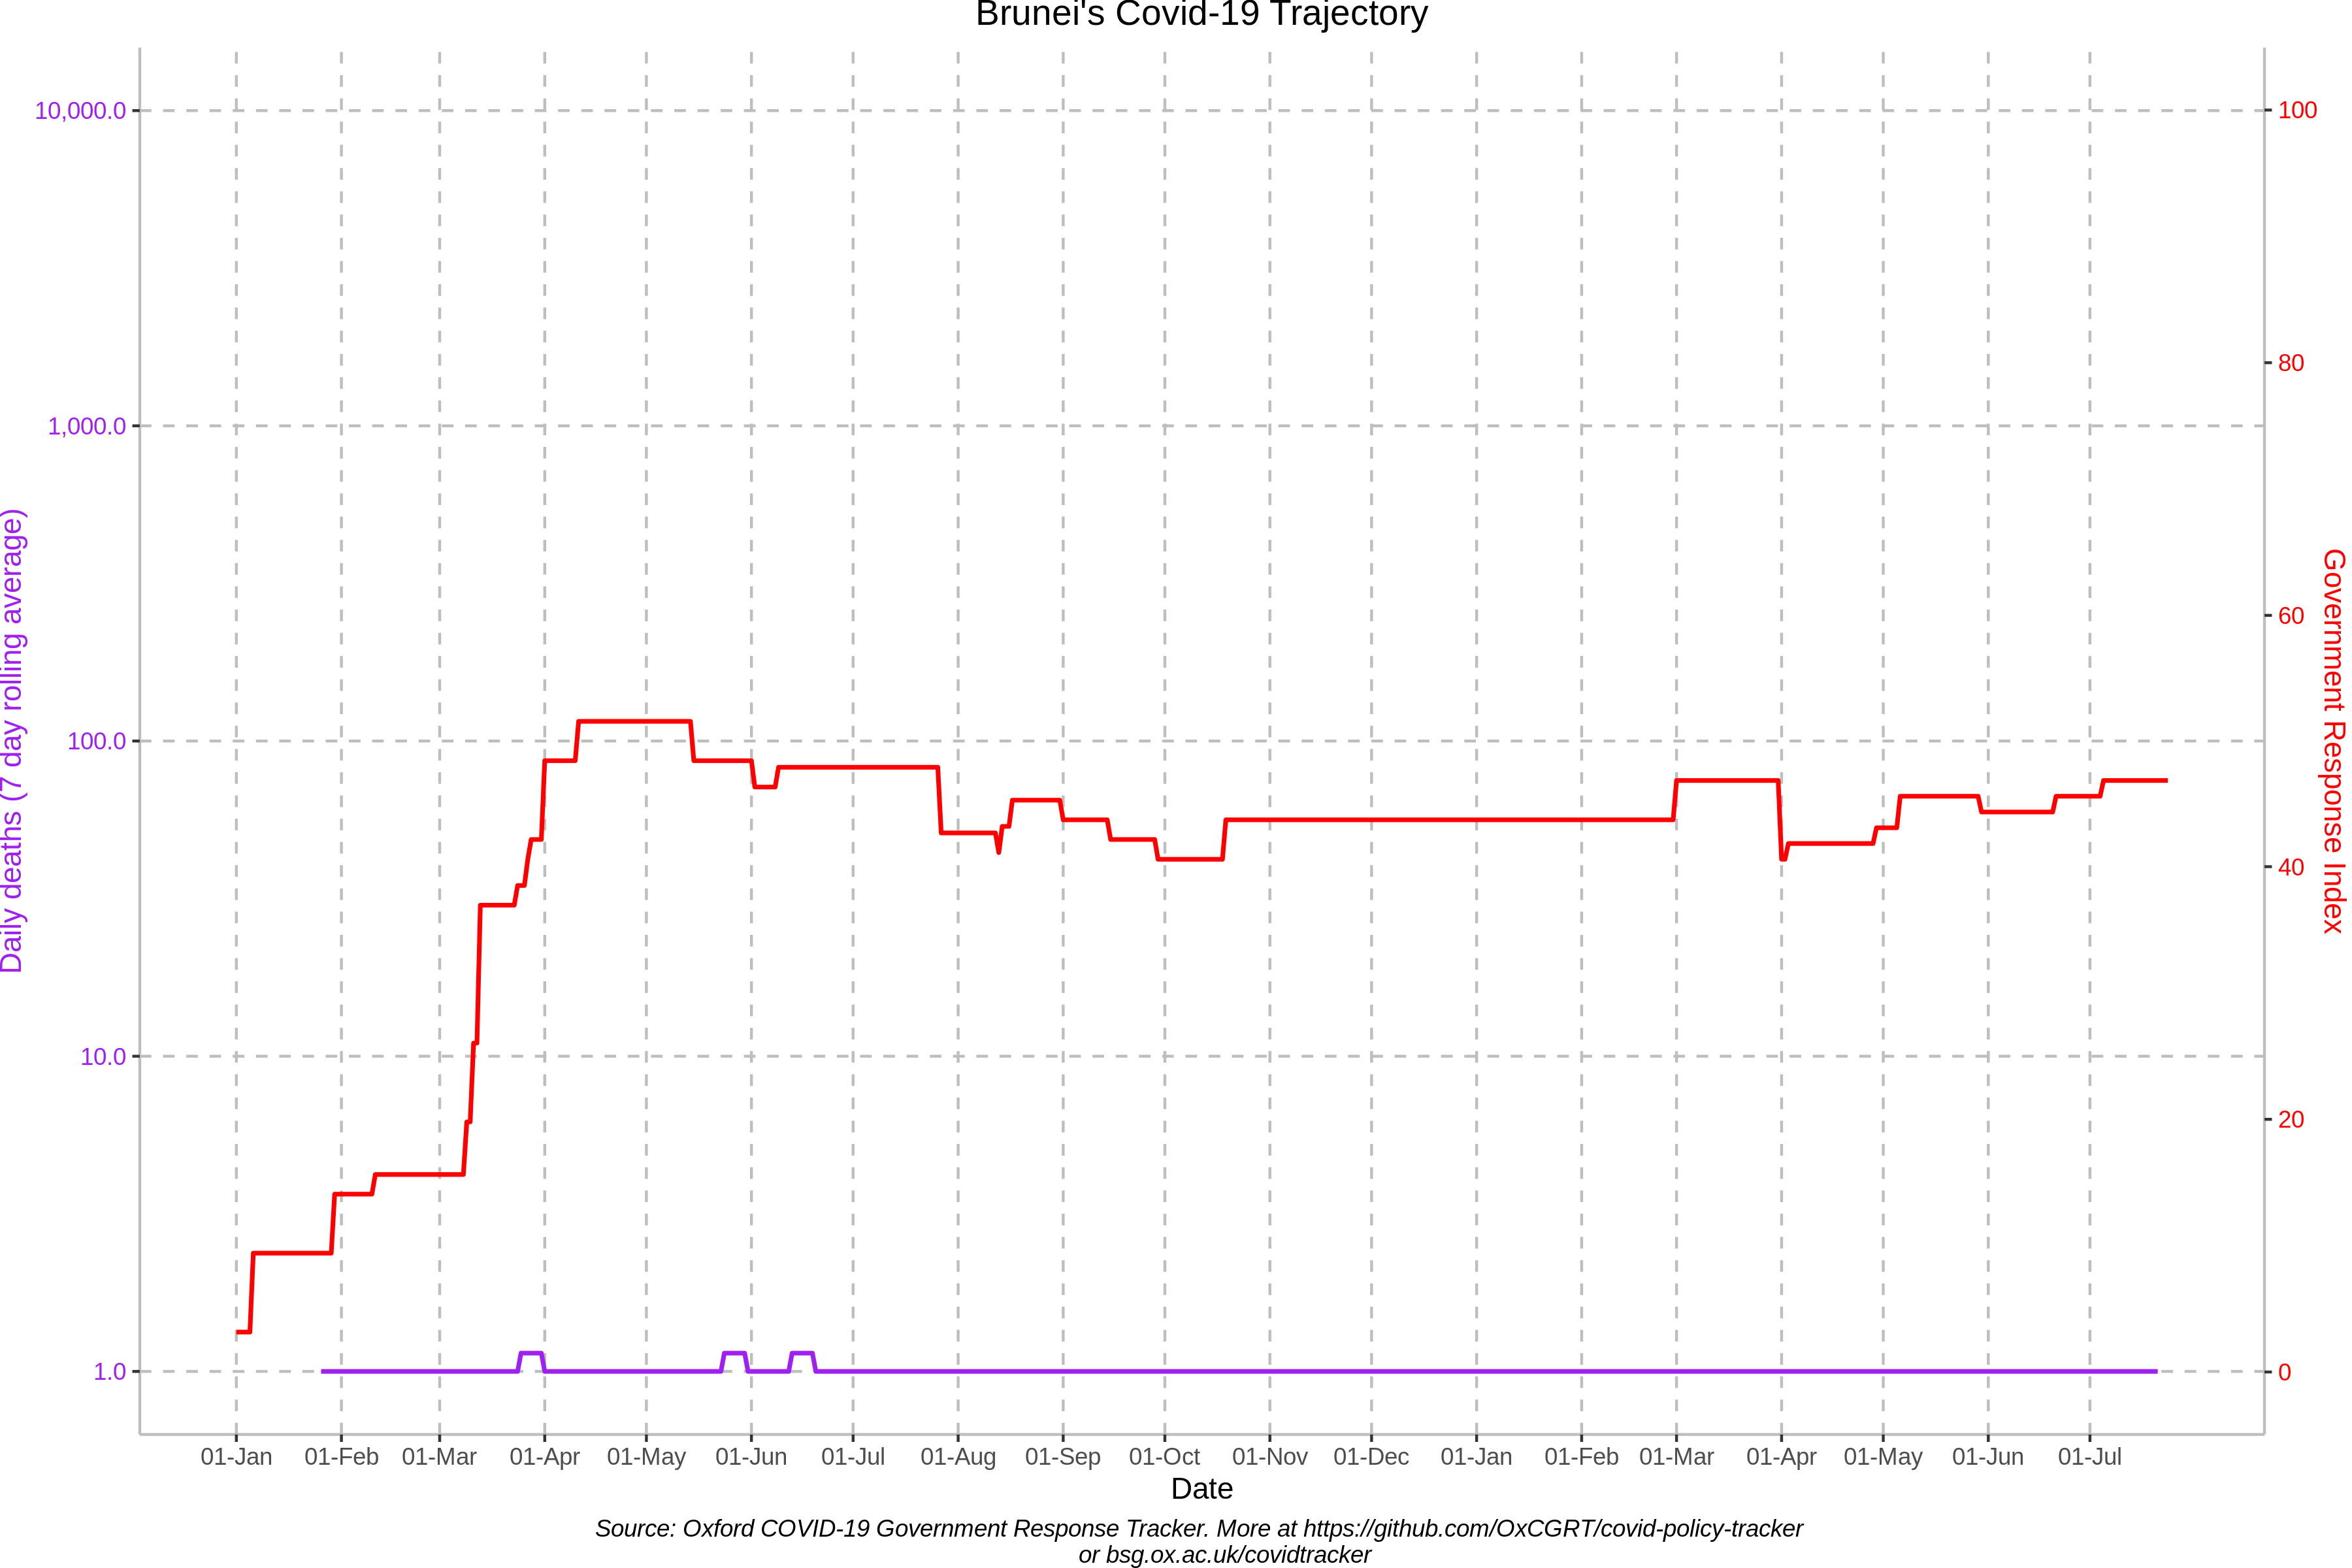 Brunei's Covid-19 Trajectory
10,000.0
1,000.0
100.0
10.0
1.0
Daily deaths (7 day rolling average)
100
80
60
40
20
0
Government Response Index
01-Jan 01-Feb 01-Mar 01-Apr 01-May 01-Jun 01-Jul 01-Aug 01-Sep 01-Oct 01-Nov 01-Dec 01-Jan 01-Feb 01-Mar 01-Apr 01-May 01-Jun 01-Jul
Date
Source: Oxford COVID-19 Government Response Tracker. More at https://github.com/OxCGRT/covid-policy-tracker
or bsg.ox.ac.uk/covidtracker